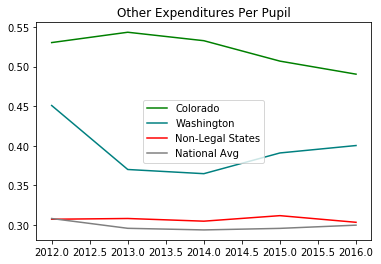 Other Expenditures Per Pupil
0.55
0.50
0.45
0.40
0.35
0.30
Colorado
Washington
Non-Legal States
National Avg
2012.0 2012.5 2013.0 2013.5 2014.0 2014.5 2015.0 2015.5 2016.0